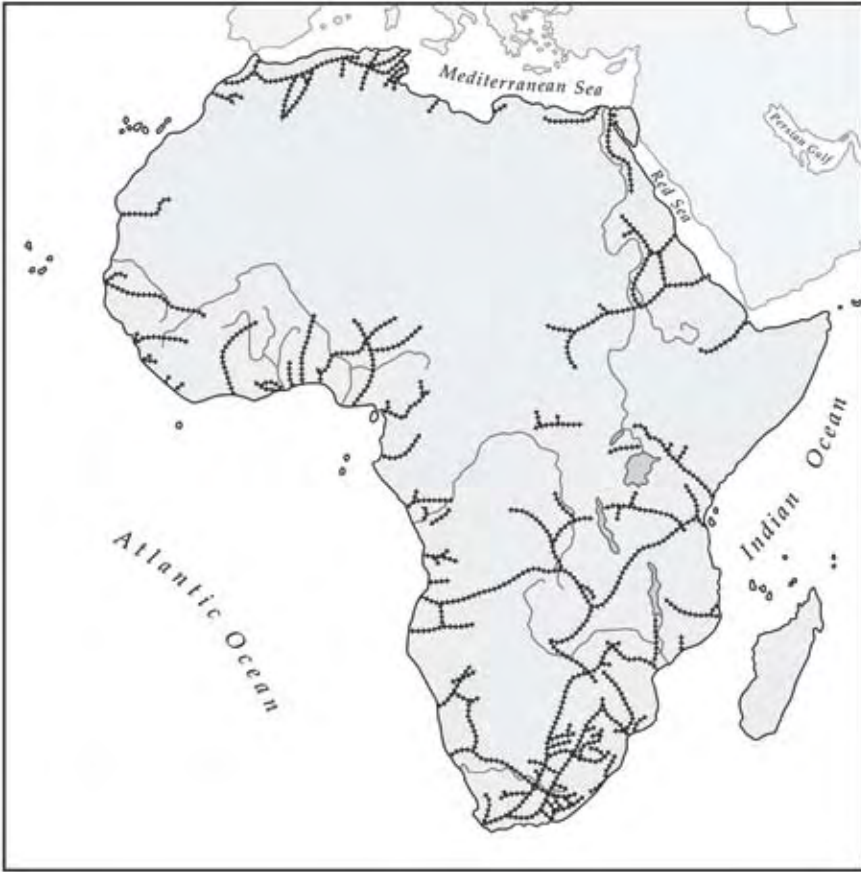 Mediterranean Sea
Persian Gulf
Red Sea
Indian Ocean
Atlantic Ocean